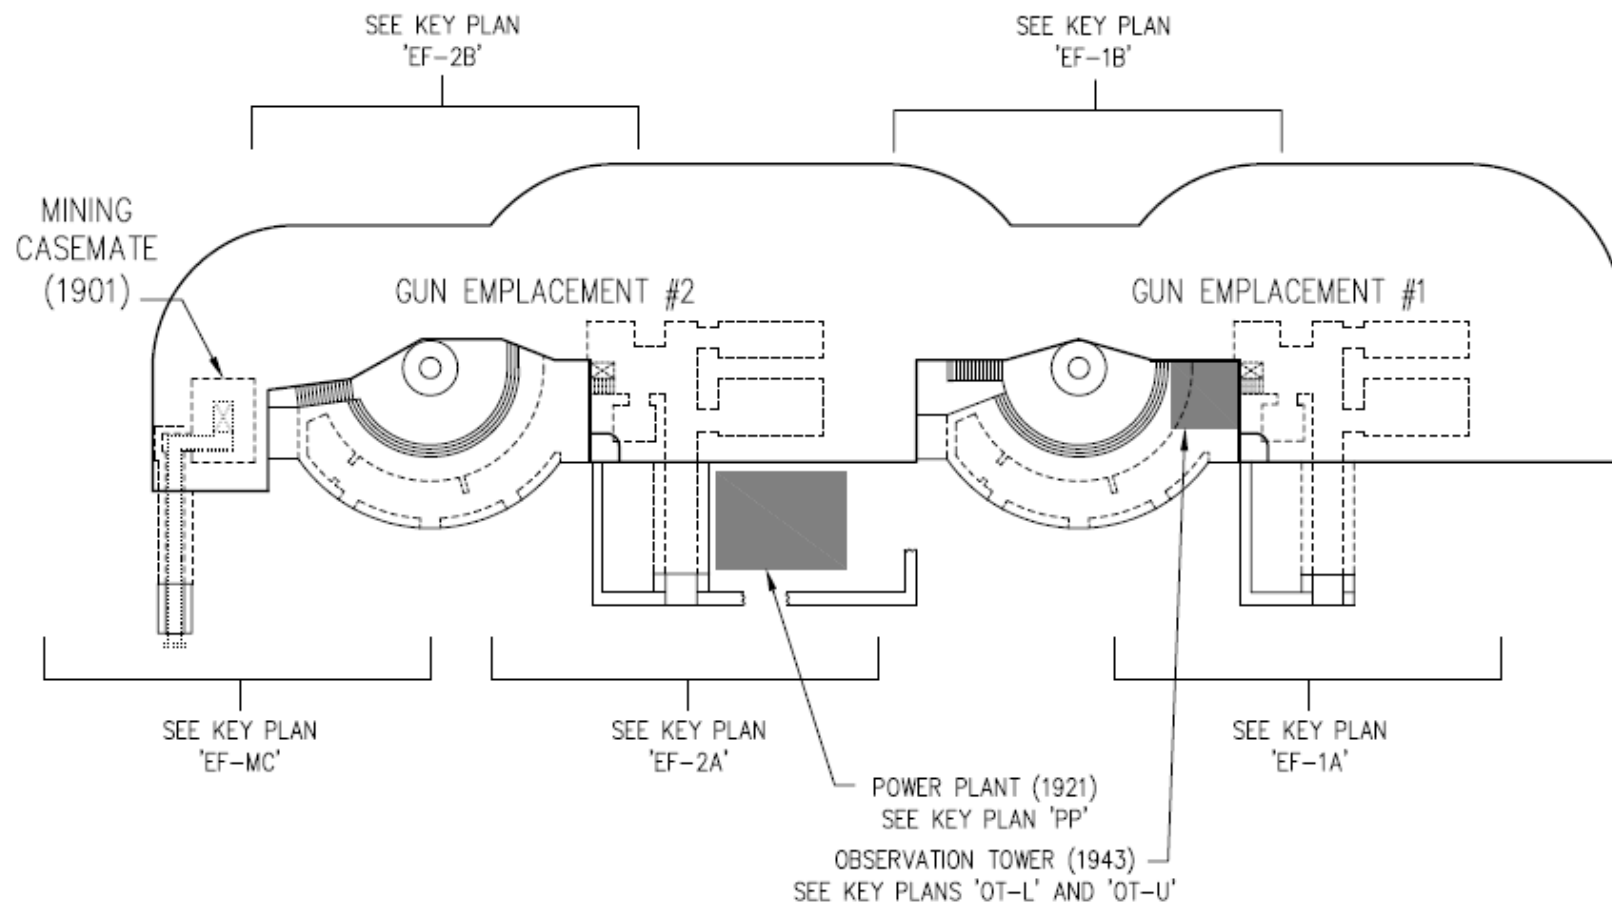 SEE KEY PLAN
'EF-2B'
SEE KEY PLAN
'EF-1B'
MINING
CASEMATE
(1901)
GUN EMPLACEMENT #2
GUN EMPLACEMENT #1
SEE KEY PLAN
'EF-MC'
SEE KEY PLAN
'EF-2A'
SEE KEY PLAN
'EF-1A'
POWER PLANT (1921)
SEE KEY PLAN 'PP'
OBSERVATION TOWER (1943)
SEE KEY PLANS 'OT-L' AND 'OT-U'